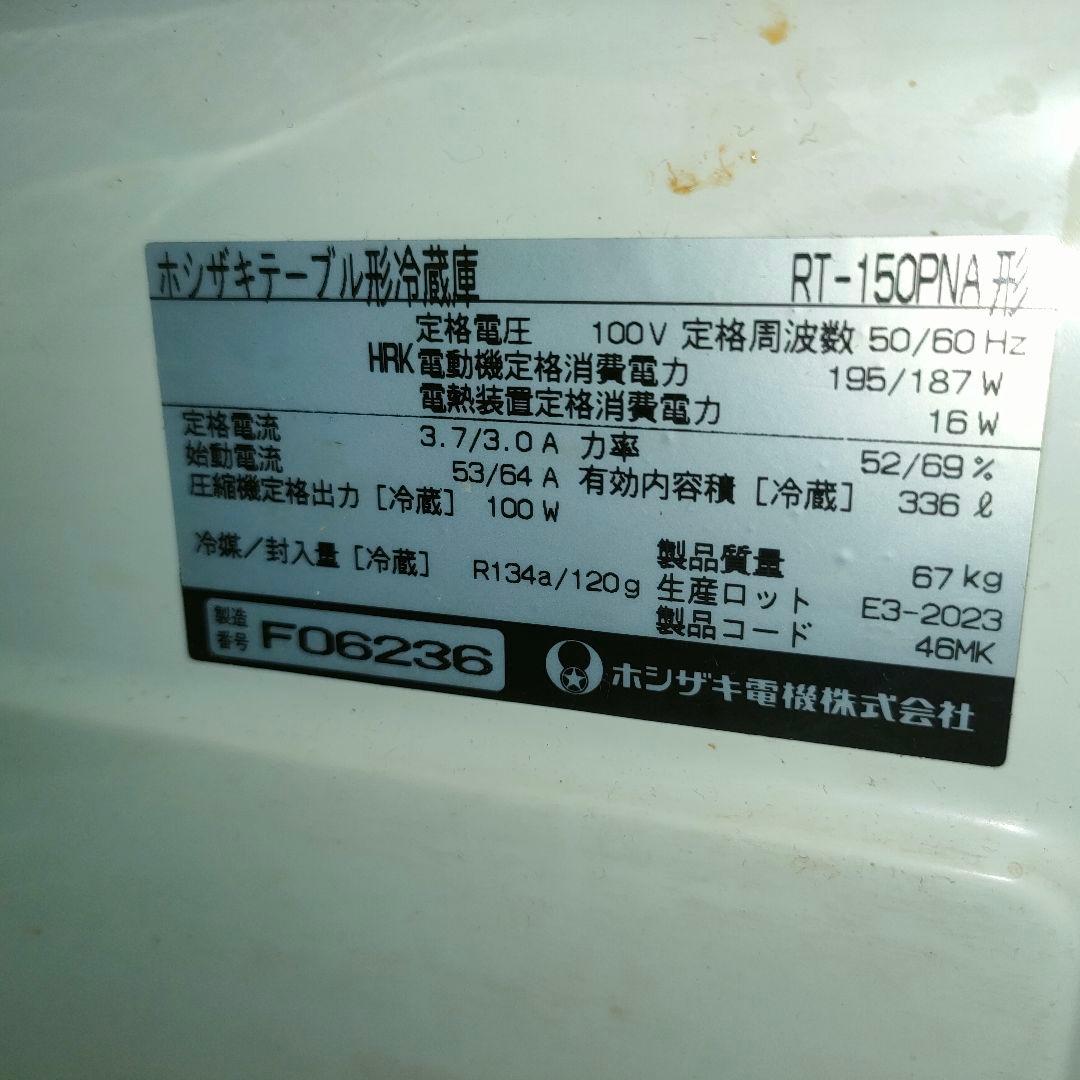 ホシザキテーブル形冷蔵庫 RT-150PNA 形
定格電圧 100V 定格周波数 50/60 Hz
HRK 電動機定格消費電力 195/187 W
電熱装置定格消費電力 16 W
定格電流 3.7/3.0 A 力率 52/69 %
始動電流 53/64 A 有効内容積 [冷蔵] 336 ℓ
圧縮機定格出力 [冷蔵] 100 W
冷媒/封入量 [冷蔵] R134a/120g
製品質量 67 kg
生産ロット E3-2023
製品コード 46MK
製造番号 F06236
ホシザキ電機株式会社